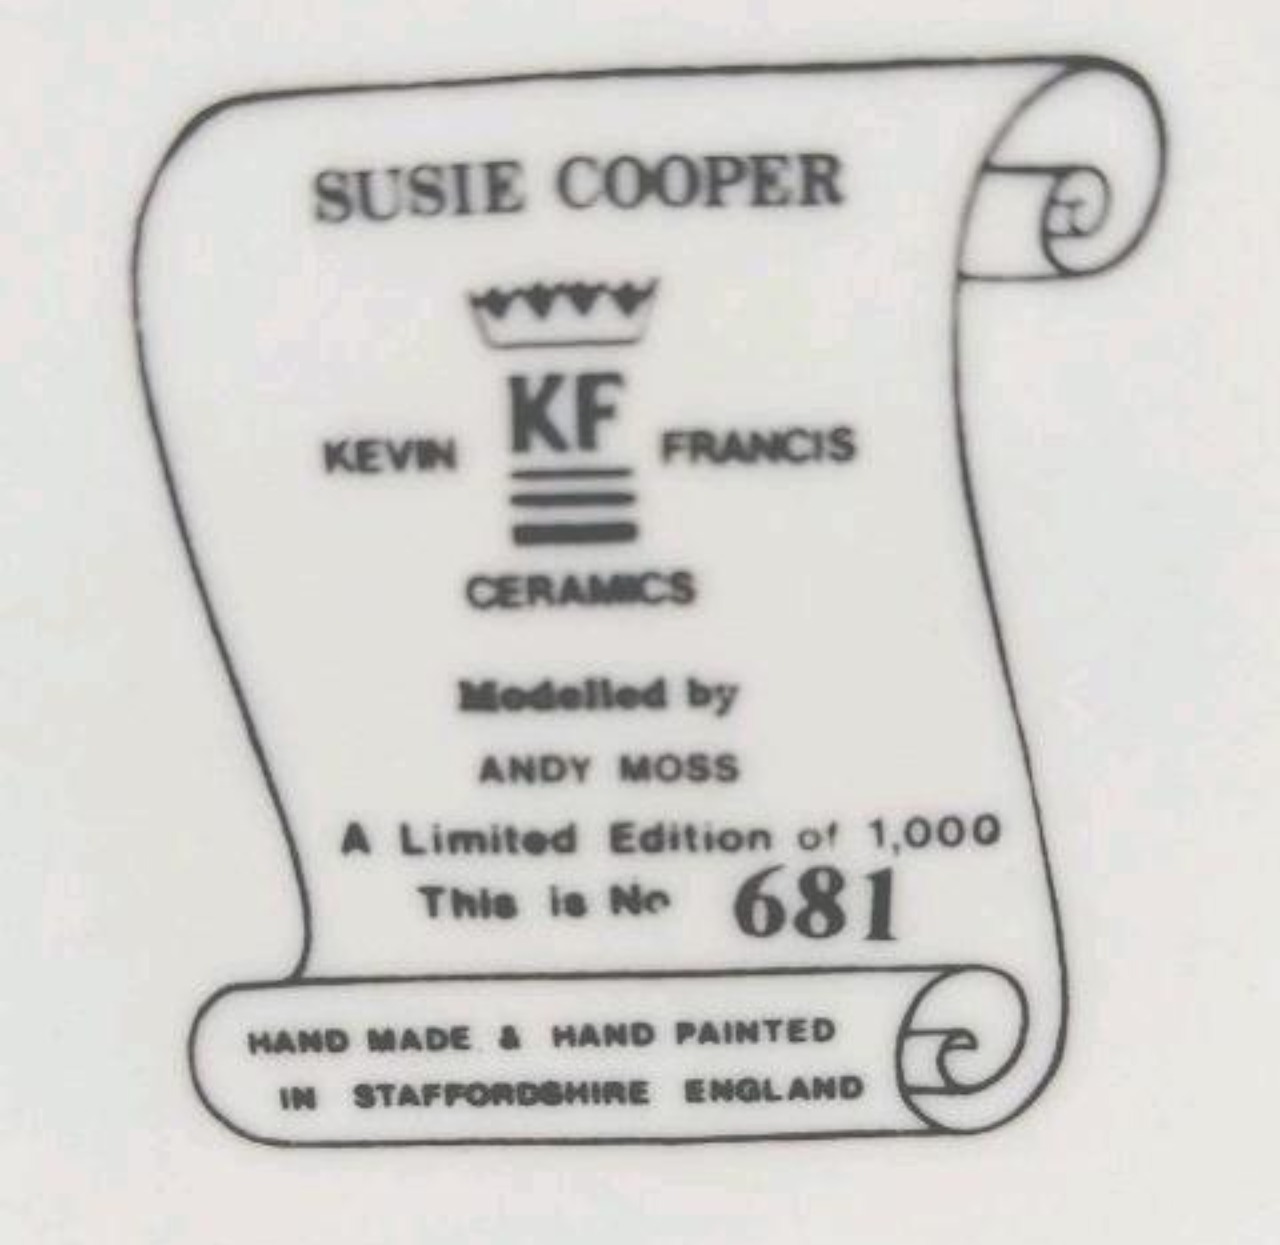 SUSIE COOPER
KF
KEVIN FRANCIS
CERAMICS
Modelled by
ANDY MOSS
A Limited Edition of 1,000
This is No 681
HAND MADE & HAND PAINTED
IN STAFFORDSHIRE ENGLAND